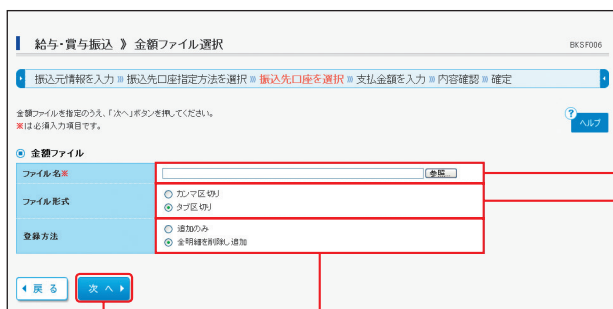 給与・賞与振込 》 金額ファイル選択
BKSF006
振込元情報を入力 》 振込先口座指定方法を選択 》 振込先口座を選択 》 支払金額を入力 》 内容確認 》 確定
金額ファイルを指定のうえ、「次へ」ボタンを押してください。
※は必須入力項目です。
? ヘルプ
金額ファイル
ファイル名※
参照...
ファイル形式
カンマ区切り
タブ区切り
登録方法
追加のみ
全明細を削除し追加
戻 る
次 へ